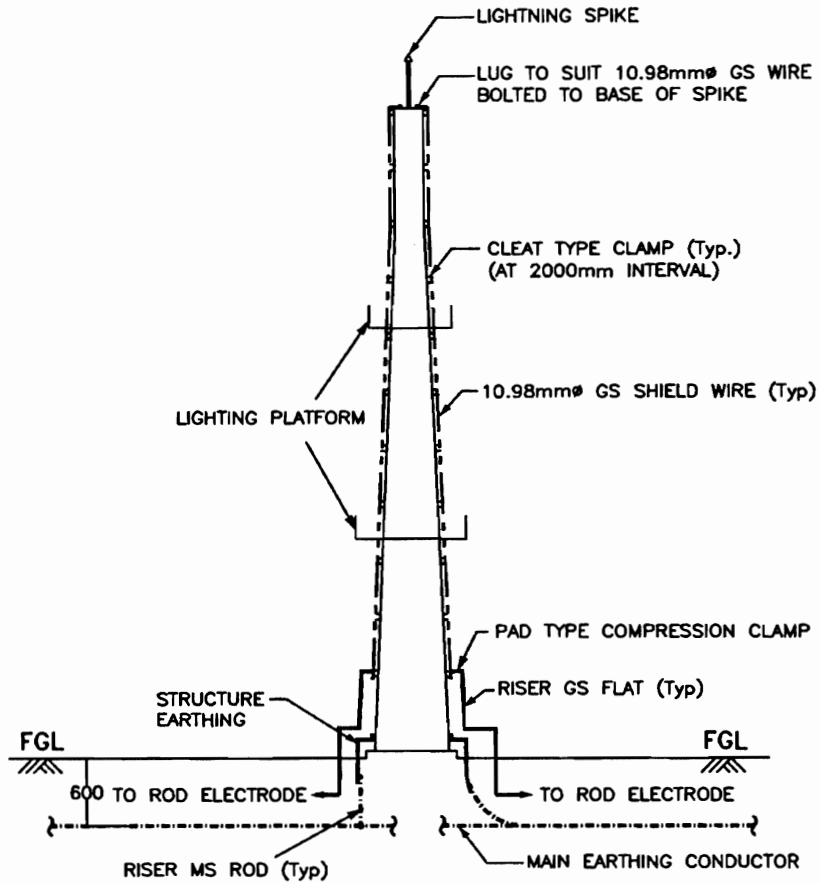 LIGHTNING SPIKE
LUG TO SUIT 10.98mmø GS WIRE
BOLTED TO BASE OF SPIKE
CLEAT TYPE CLAMP (Typ.)
(AT 2000mm INTERVAL)
10.98mmø GS SHIELD WIRE (Typ)
LIGHTING PLATFORM
PAD TYPE COMPRESSION CLAMP
RISER GS FLAT (Typ)
STRUCTURE
EARTHING
FGL
FGL
600 TO ROD ELECTRODE
TO ROD ELECTRODE
RISER MS ROD (Typ)
MAIN EARTHING CONDUCTOR